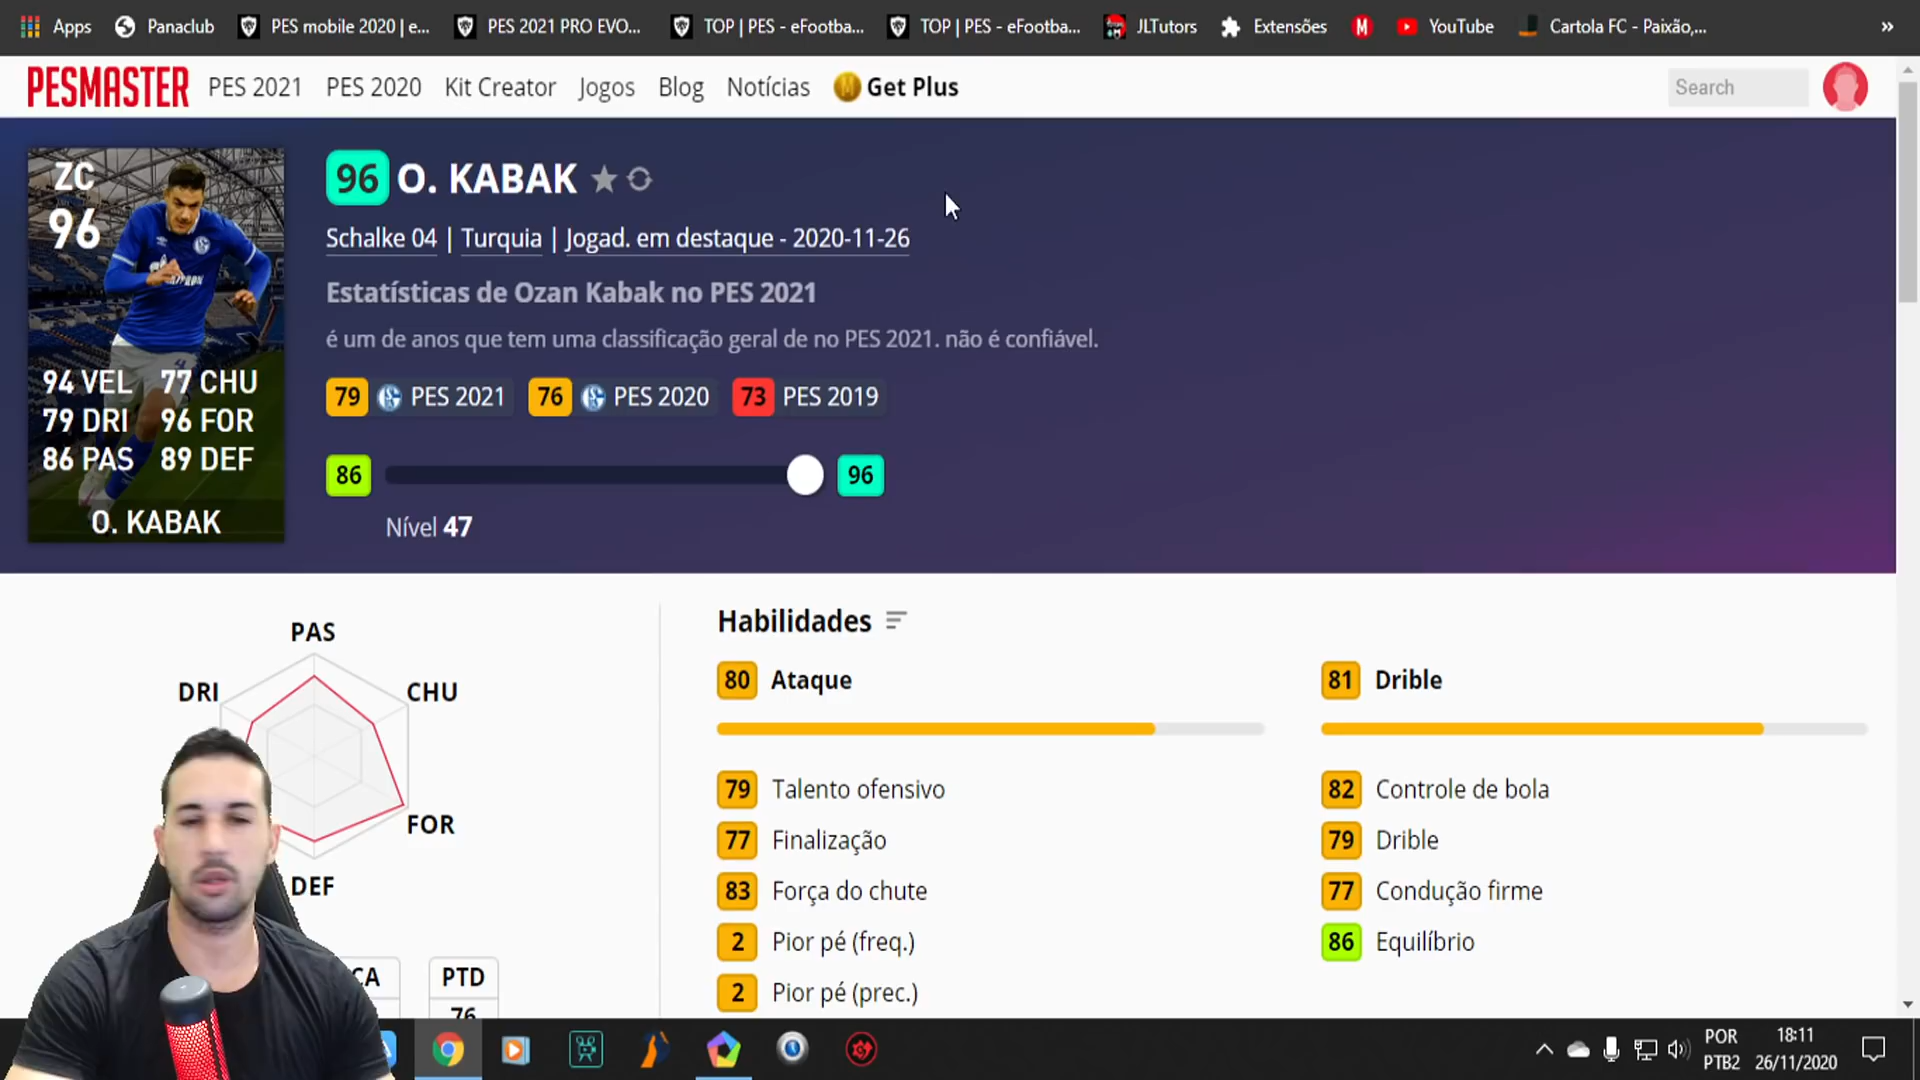 Apps
Panaclub
PES mobile 2020 | e...
PES 2021 PRO EVO...
TOP | PES - eFootba...
TOP | PES - eFootba...
JLTutors
Extensões
M
YouTube
Cartola FC - Paixão,...
»
PESMASTER
PES 2021
PES 2020
Kit Creator
Jogos
Blog
Notícias
Get Plus
Search
ZC
96
94 VEL 77 CHU
79 DRI 96 FOR
86 PAS 89 DEF
O. KABAK
96 O. KABAK
Schalke 04 | Turquia | Jogad. em destaque - 2020-11-26
Estatísticas de Ozan Kabak no PES 2021
é um de anos que tem uma classificação geral de no PES 2021. não é confiável.
79 PES 2021 76 PES 2020 73 PES 2019
86 96
Nível 47
PAS
DRI
CHU
FOR
DEF
CA
PTD
76
Habilidades
80 Ataque
79 Talento ofensivo
77 Finalização
83 Força do chute
2 Pior pé (freq.)
2 Pior pé (prec.)
81 Drible
82 Controle de bola
79 Drible
77 Condução firme
86 Equilíbrio
POR
PTB2
18:11
26/11/2020